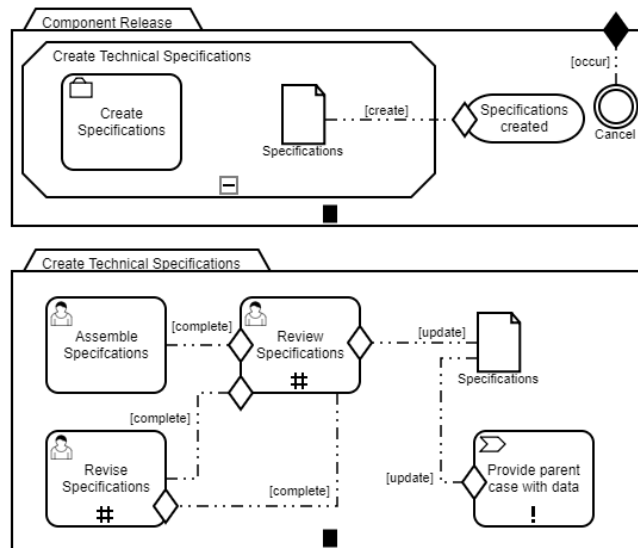 Component Release
Create Technical Specifications
[occur]
Create
Specifications
[create]
Specifications
created
Specifications
Cancel
Create Technical Specifications
Assemble
Specifcations
[complete]
Review
Specifications
[update]
Specifications
[complete]
Revise
Specifications
[complete]
[update]
Provide parent
case with data